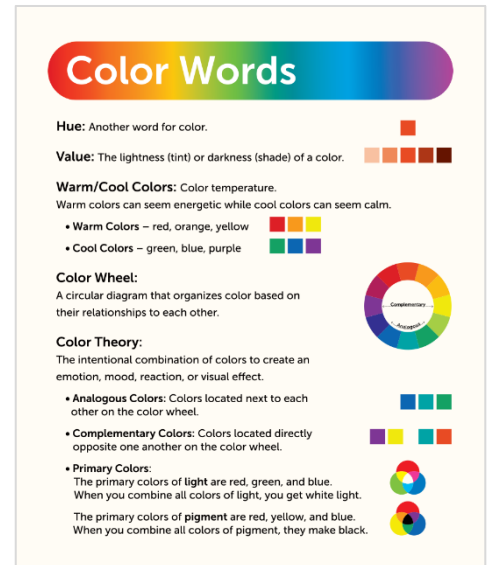 Color Words
Hue: Another word for color.
Value: The lightness (tint) or darkness (shade) of a color.
Warm/Cool Colors: Color temperature.
Warm colors can seem energetic while cool colors can seem calm.
• Warm Colors – red, orange, yellow
• Cool Colors – green, blue, purple
Color Wheel:
A circular diagram that organizes color based on
their relationships to each other.
Complementary
Analogous
Color Theory:
The intentional combination of colors to create an
emotion, mood, reaction, or visual effect.
• Analogous Colors: Colors located next to each
other on the color wheel.
• Complementary Colors: Colors located directly
opposite one another on the color wheel.
• Primary Colors:
The primary colors of light are red, green, and blue.
When you combine all colors of light, you get white light.
The primary colors of pigment are red, yellow, and blue.
When you combine all colors of pigment, they make black.